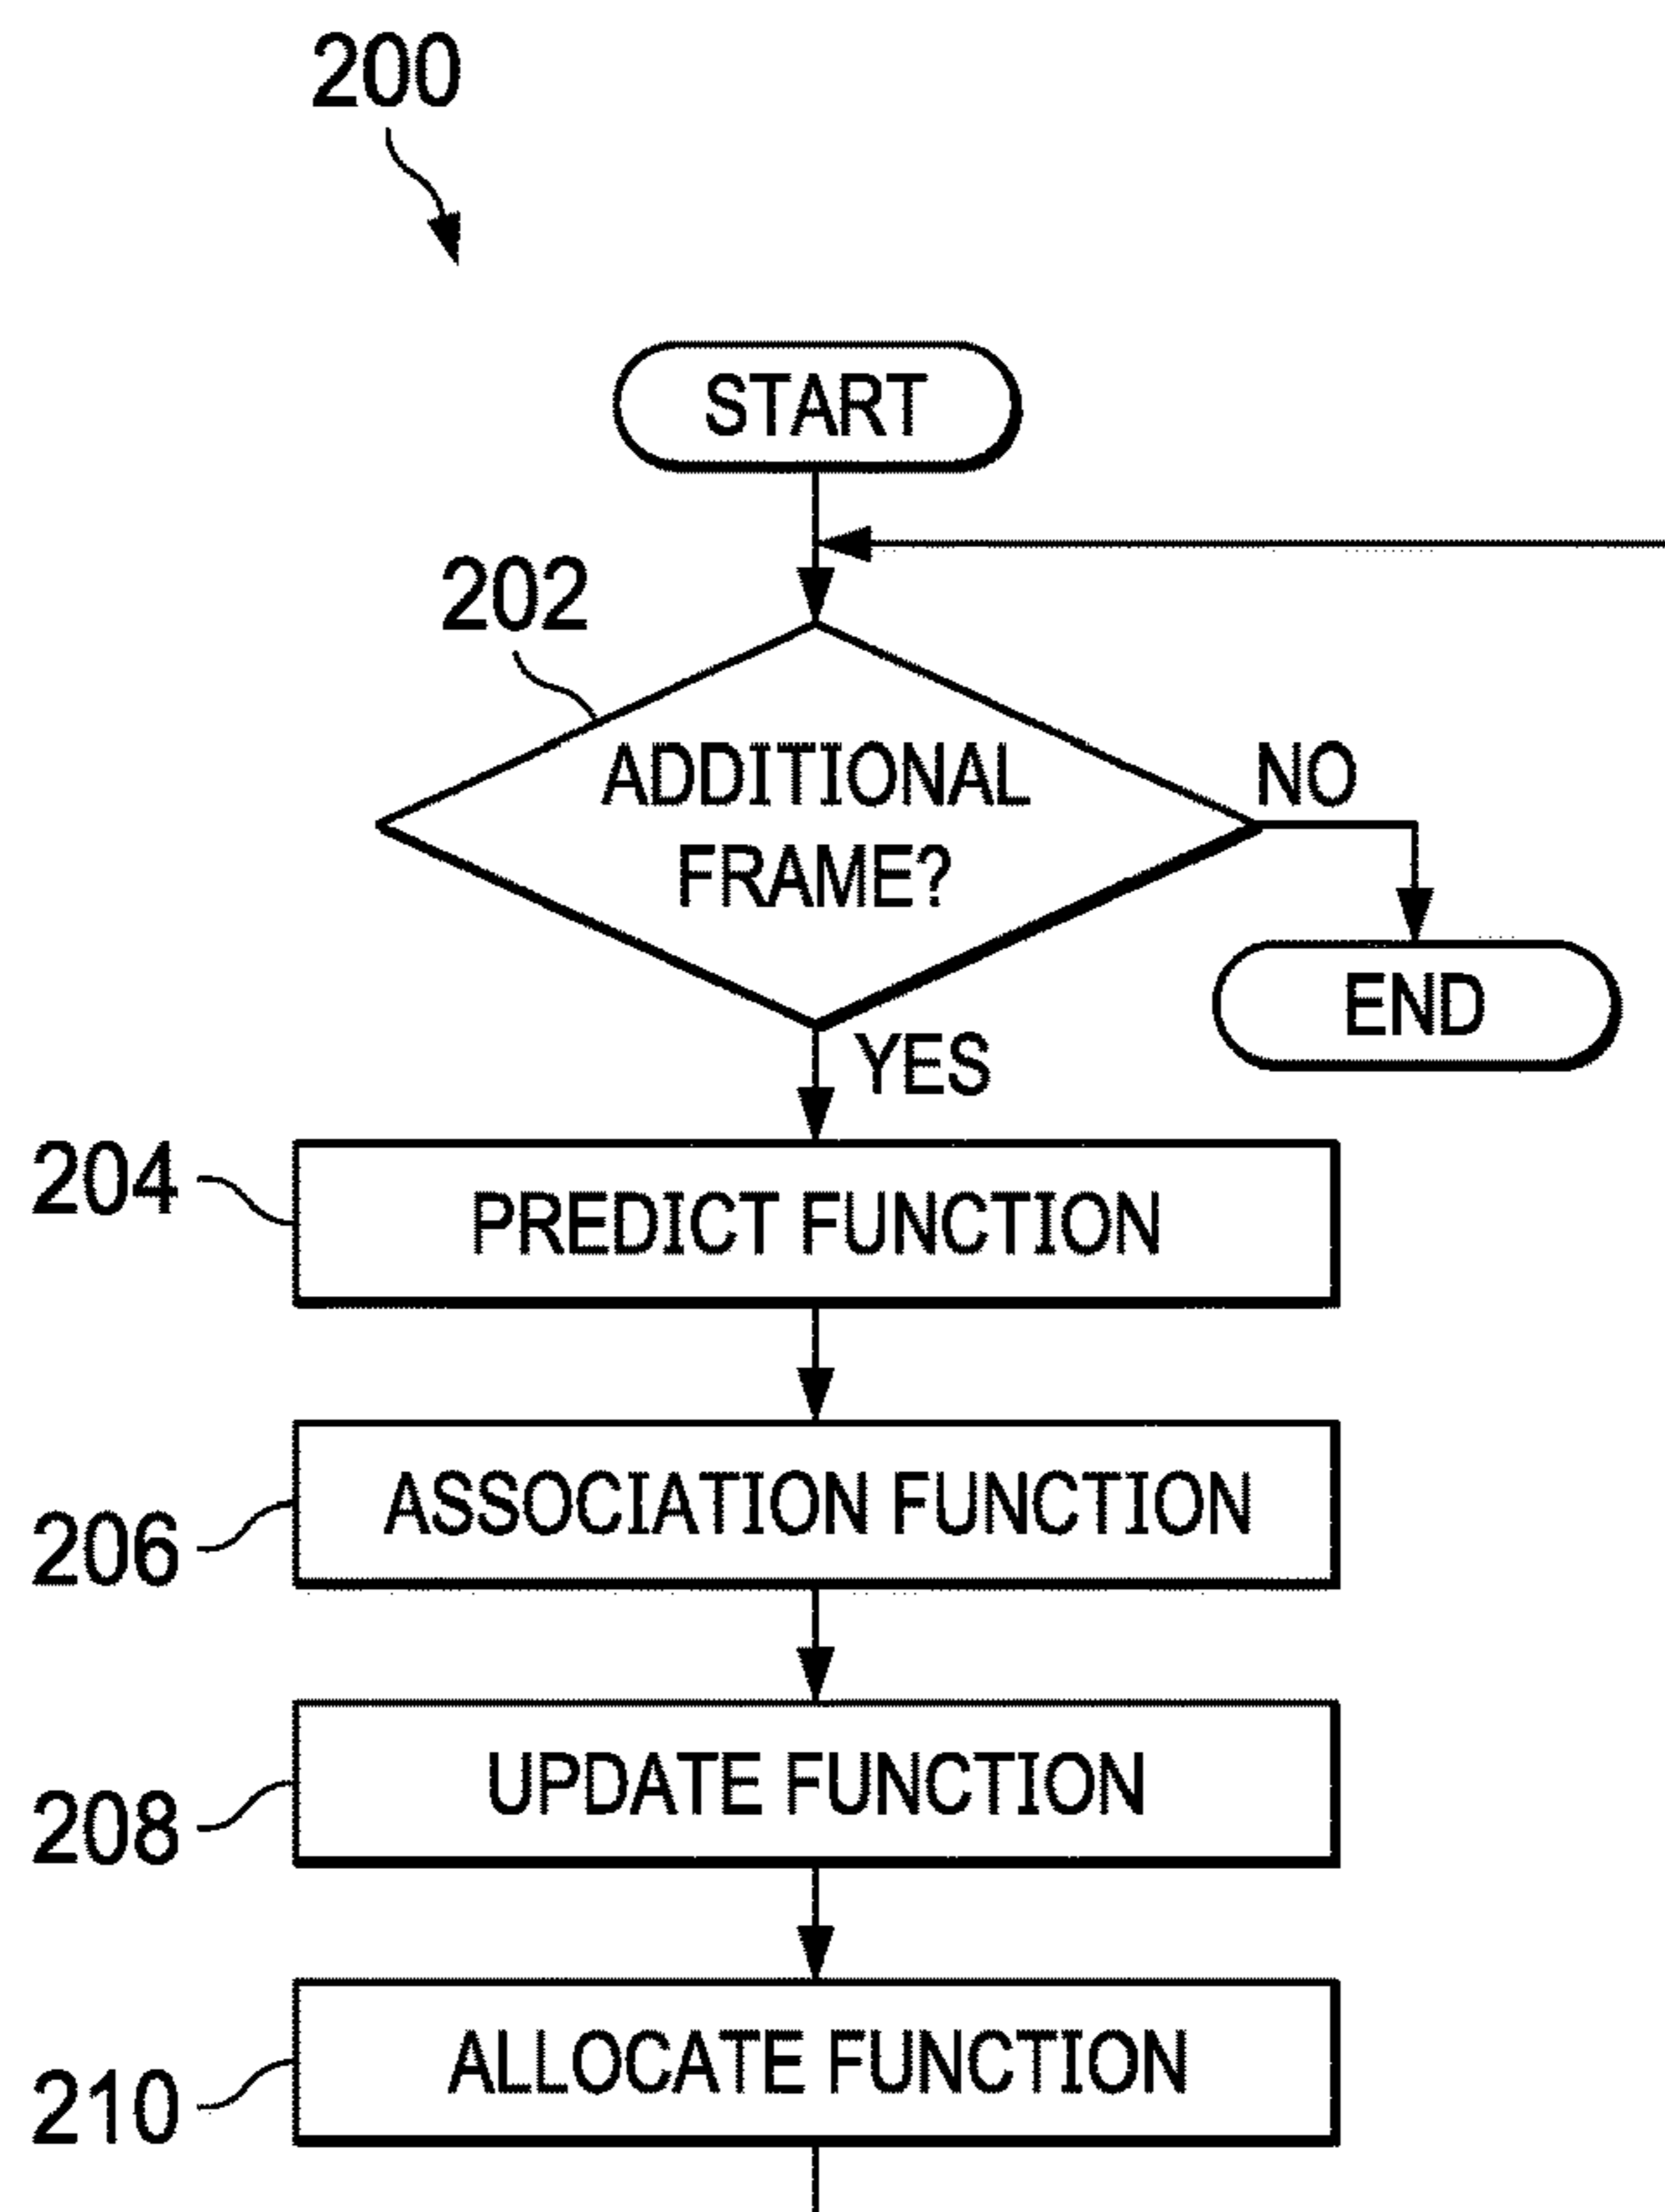 200
START
202
ADDITIONAL
FRAME?
NO
END
YES
204
PREDICT FUNCTION
206
ASSOCIATION FUNCTION
208
UPDATE FUNCTION
210
ALLOCATE FUNCTION